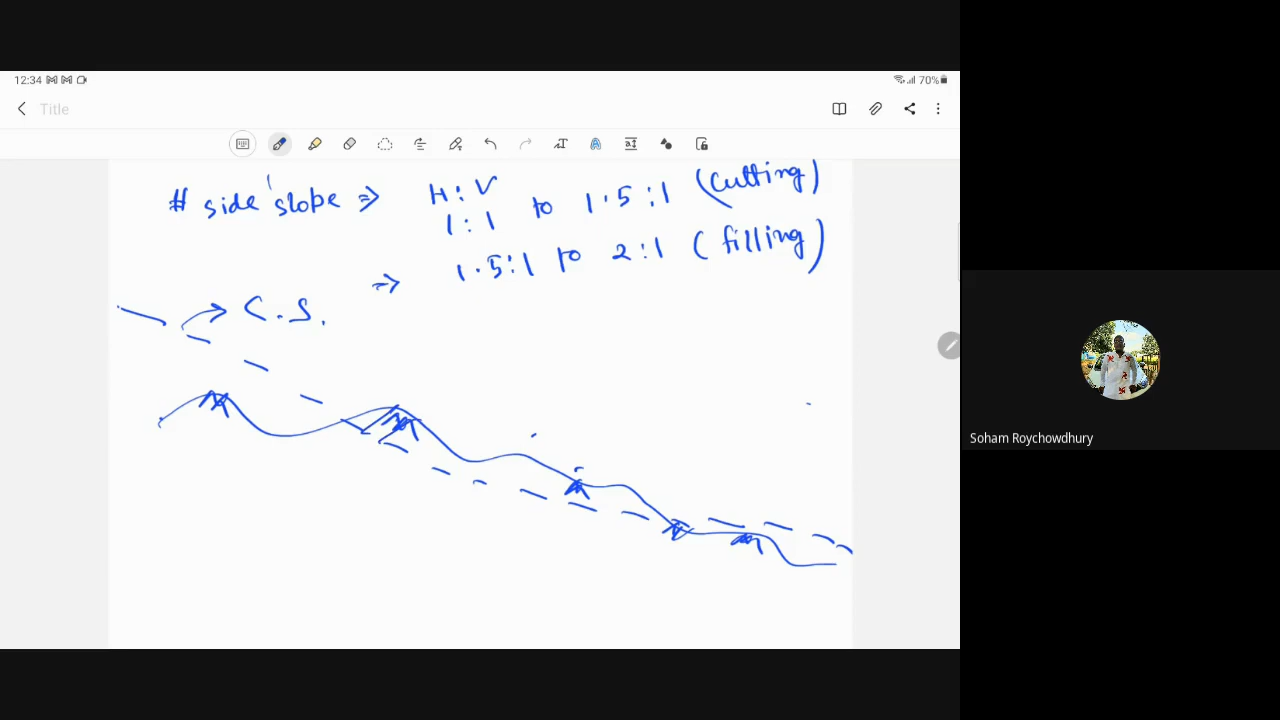 12:34
70%
Title
# side slope ⇒ H:V
1:1 to 1.5:1 (cutting)
⇒ 1.5:1 to 2:1 (filling)
→ C.S.
Soham Roychowdhury